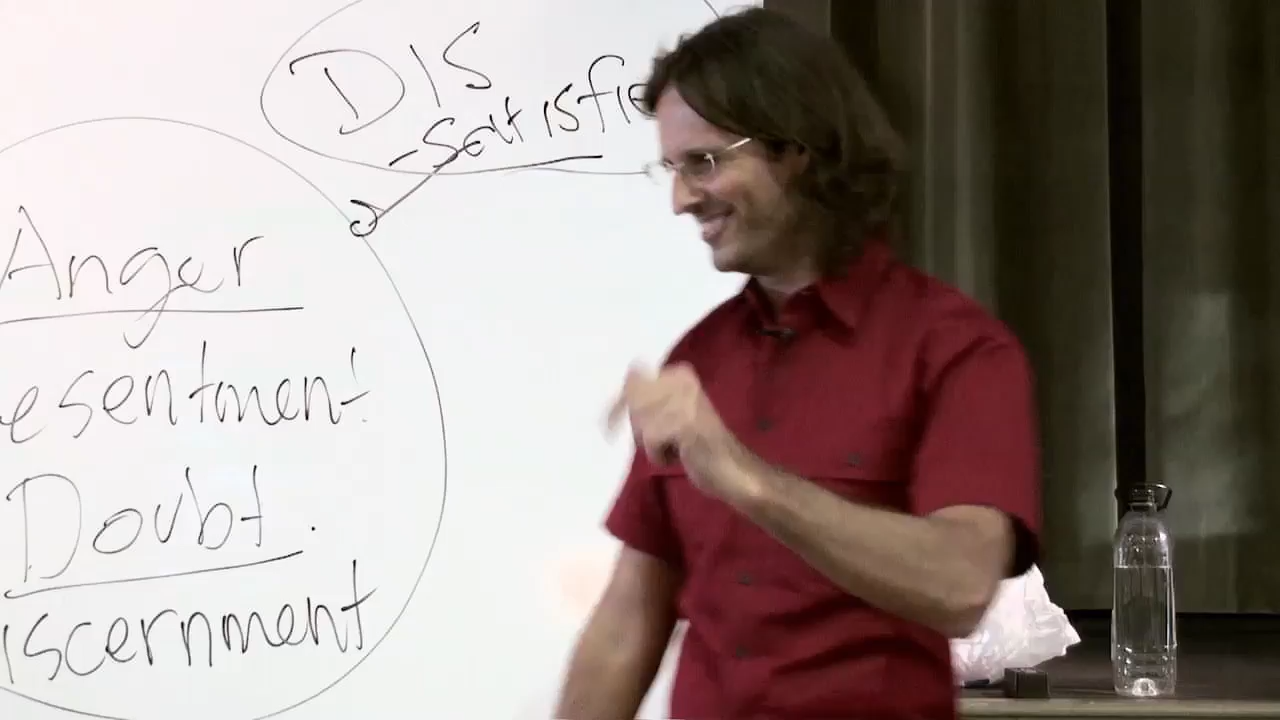 DIS
-satisfie
Anger
esentment
Doubt.
iscernment